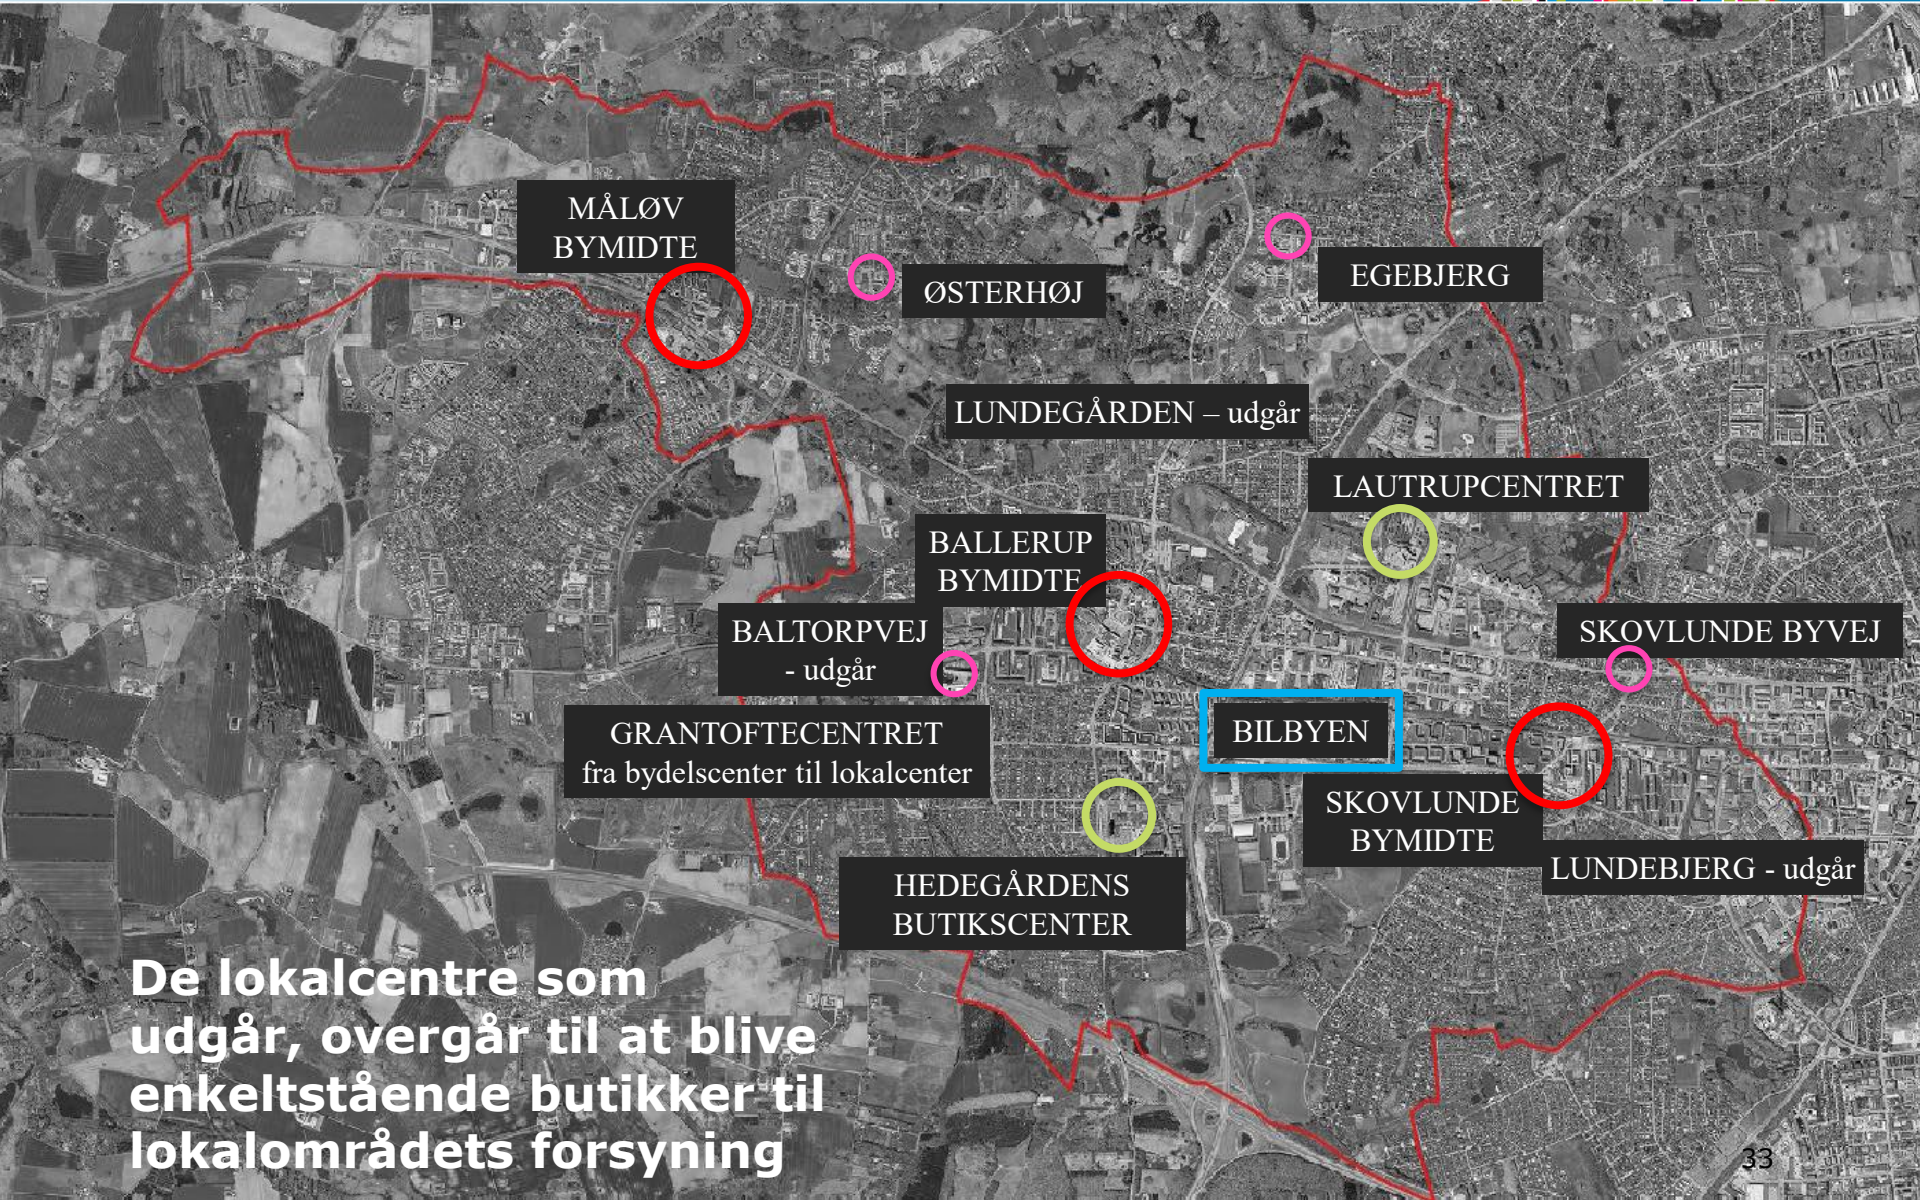 MÅLØV
BYMIDTE
ØSTERHØJ
EGEBJERG
LUNDEGÅRDEN – udgår
LAUTRUPCENTRET
BALLERUP
BYMIDTE
BALTORPVEJ
- udgår
SKOVLUNDE BYVEJ
GRANTOFTECENTRET
fra bydelscenter til lokalcenter
BILBYEN
SKOVLUNDE
BYMIDTE
LUNDEBJERG - udgår
HEDEGÅRDENS
BUTIKSCENTER
De lokalcentre som
udgår, overgår til at blive
enkeltstående butikker til
lokalområdets forsyning
33